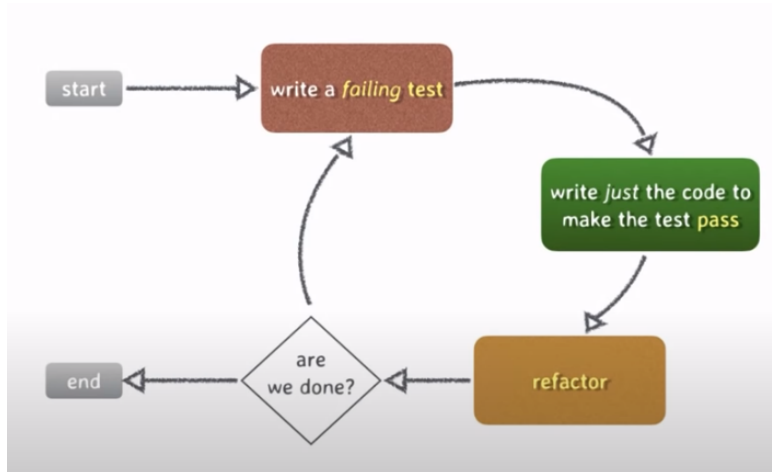 start
write a failing test
write just the code to
make the test pass
refactor
are
we done?
end